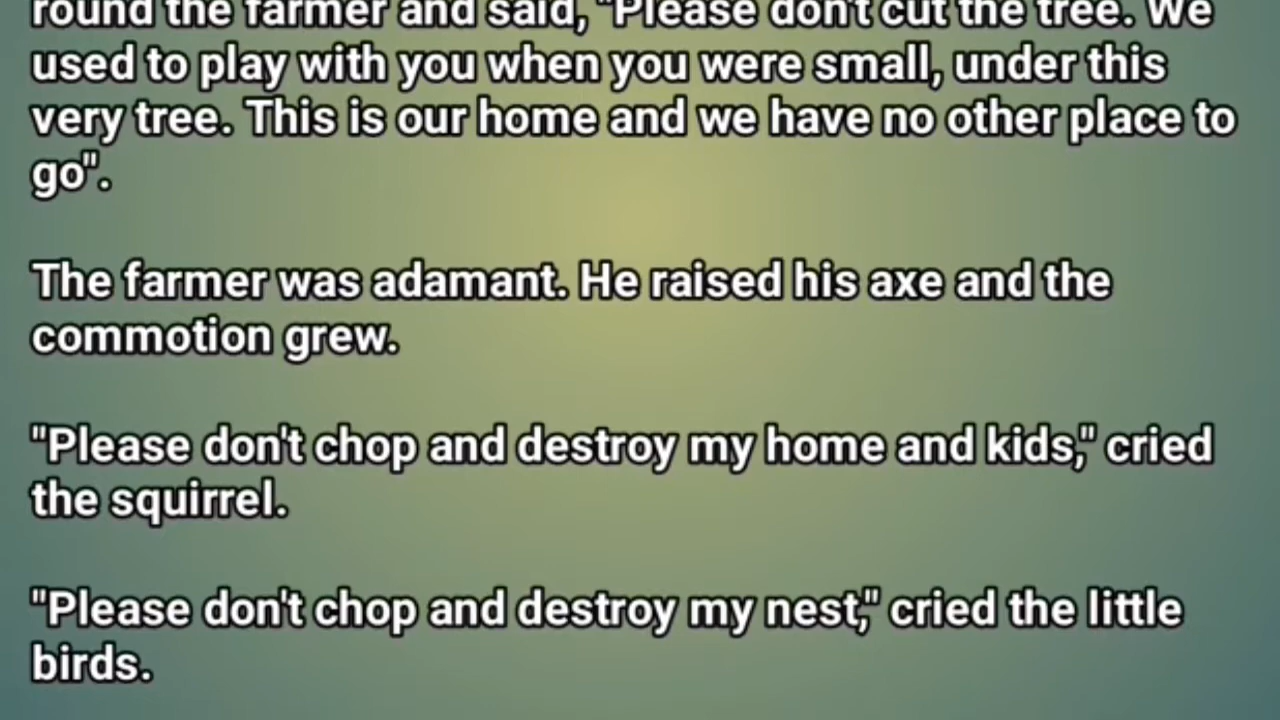 round the farmer and said, "Please don't cut the tree. We
used to play with you when you were small, under this
very tree. This is our home and we have no other place to
go".
The farmer was adamant. He raised his axe and the
commotion grew.
"Please don't chop and destroy my home and kids," cried
the squirrel.
"Please don't chop and destroy my nest," cried the little
birds.